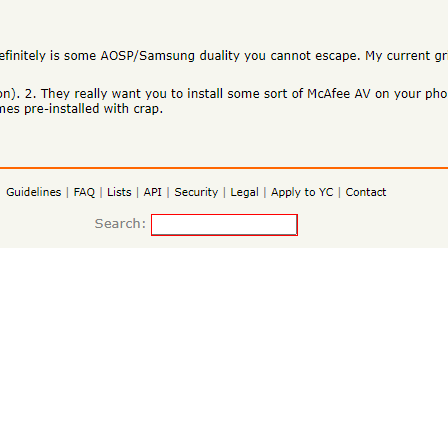 efinitely is some AOSP/Samsung duality you cannot escape. My current gr
on). 2. They really want you to install some sort of McAfee AV on your pho
mes pre-installed with crap.
Guidelines | FAQ | Lists | API | Security | Legal | Apply to YC | Contact
Search: